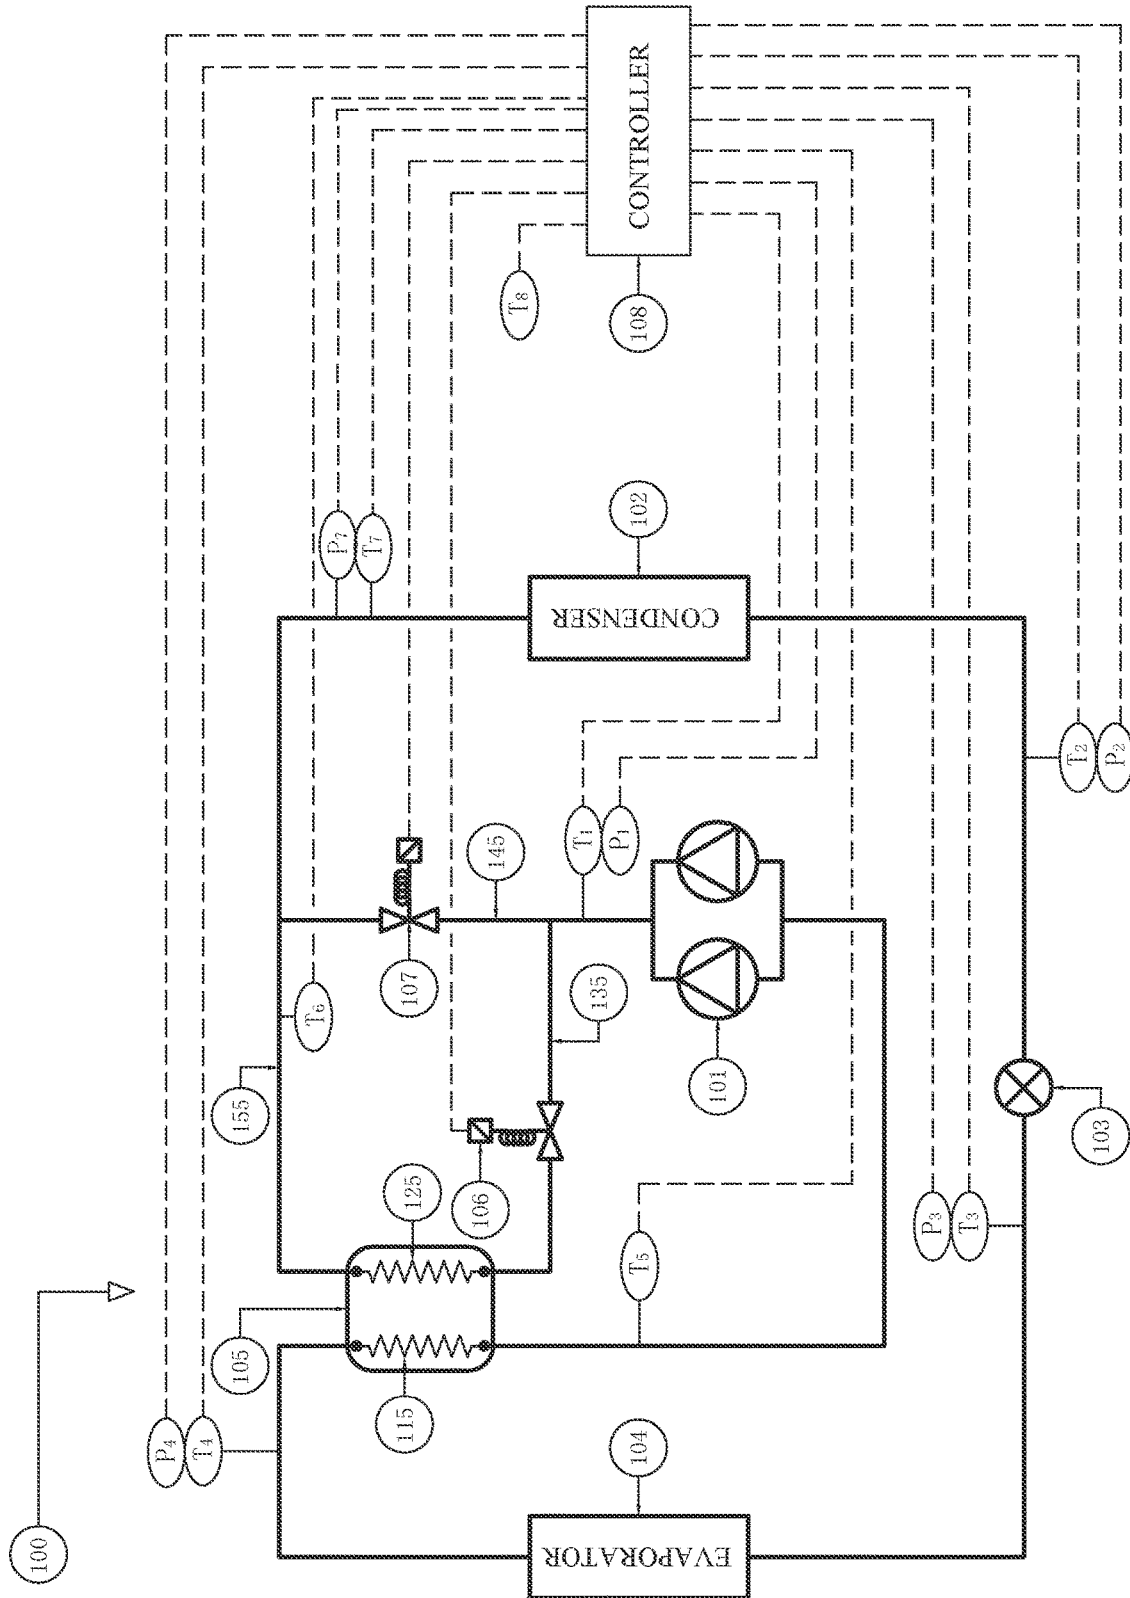 100
P4
T4
105
115
125
155
T6
106
107
145
135
101
T1
P1
T5
P7
T7
CONDENSER
102
T8
108
CONTROLLER
EVAPORATOR
104
P3
T3
103
T2
P2